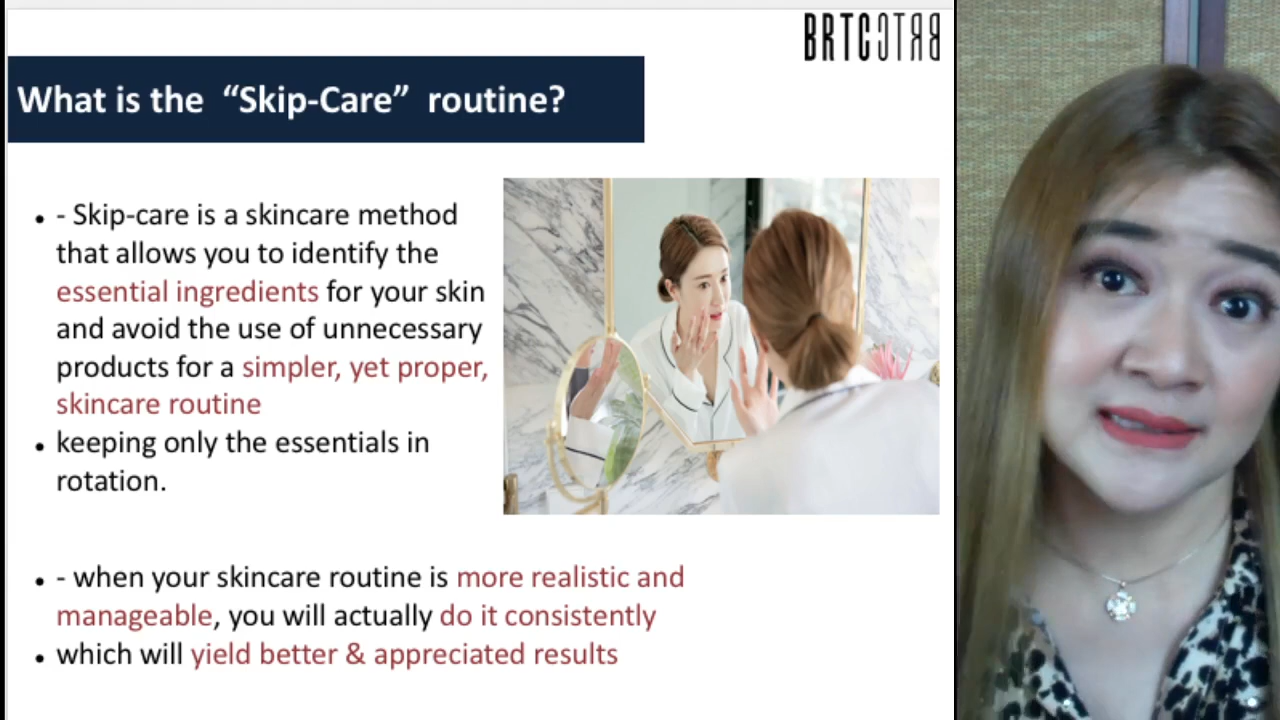 BRTC
What is the “Skip-Care” routine?
• - Skip-care is a skincare method
that allows you to identify the
essential ingredients for your skin
and avoid the use of unnecessary
products for a simpler, yet proper,
skincare routine
• keeping only the essentials in
rotation.
• - when your skincare routine is more realistic and
manageable, you will actually do it consistently
• which will yield better & appreciated results